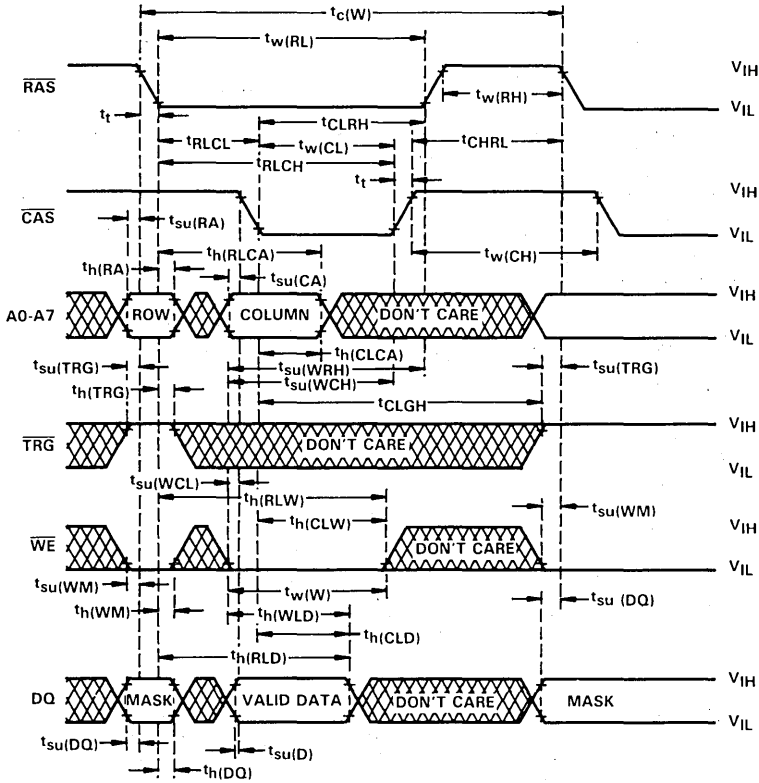 tc(W)
tw(RL)
RAS
VIH
VIL
tw(RH)
tt
tCLRH
tRLCL
tw(CL)
tCHRL
tRLCH
tt
CAS
VIH
VIL
tsu(RA)
th(RLCA)
tw(CH)
th(RA)
tsu(CA)
A0-A7
ROW
COLUMN
DON'T CARE
VIH
VIL
th(CLCA)
tsu(TRG)
tsu(WRH)
tsu(TRG)
tsu(WCH)
th(TRG)
tCLGH
TRG
DON'T CARE
VIH
VIL
tsu(WCL)
th(RLW)
tsu(WM)
th(CLW)
WE
DON'T CARE
VIH
VIL
tsu(WM)
tw(W)
tsu (DQ)
th(WM)
th(WLD)
th(CLD)
th(RLD)
DQ
MASK
VALID DATA
DON'T CARE
MASK
VIH
VIL
tsu(DQ)
tsu(D)
th(DQ)